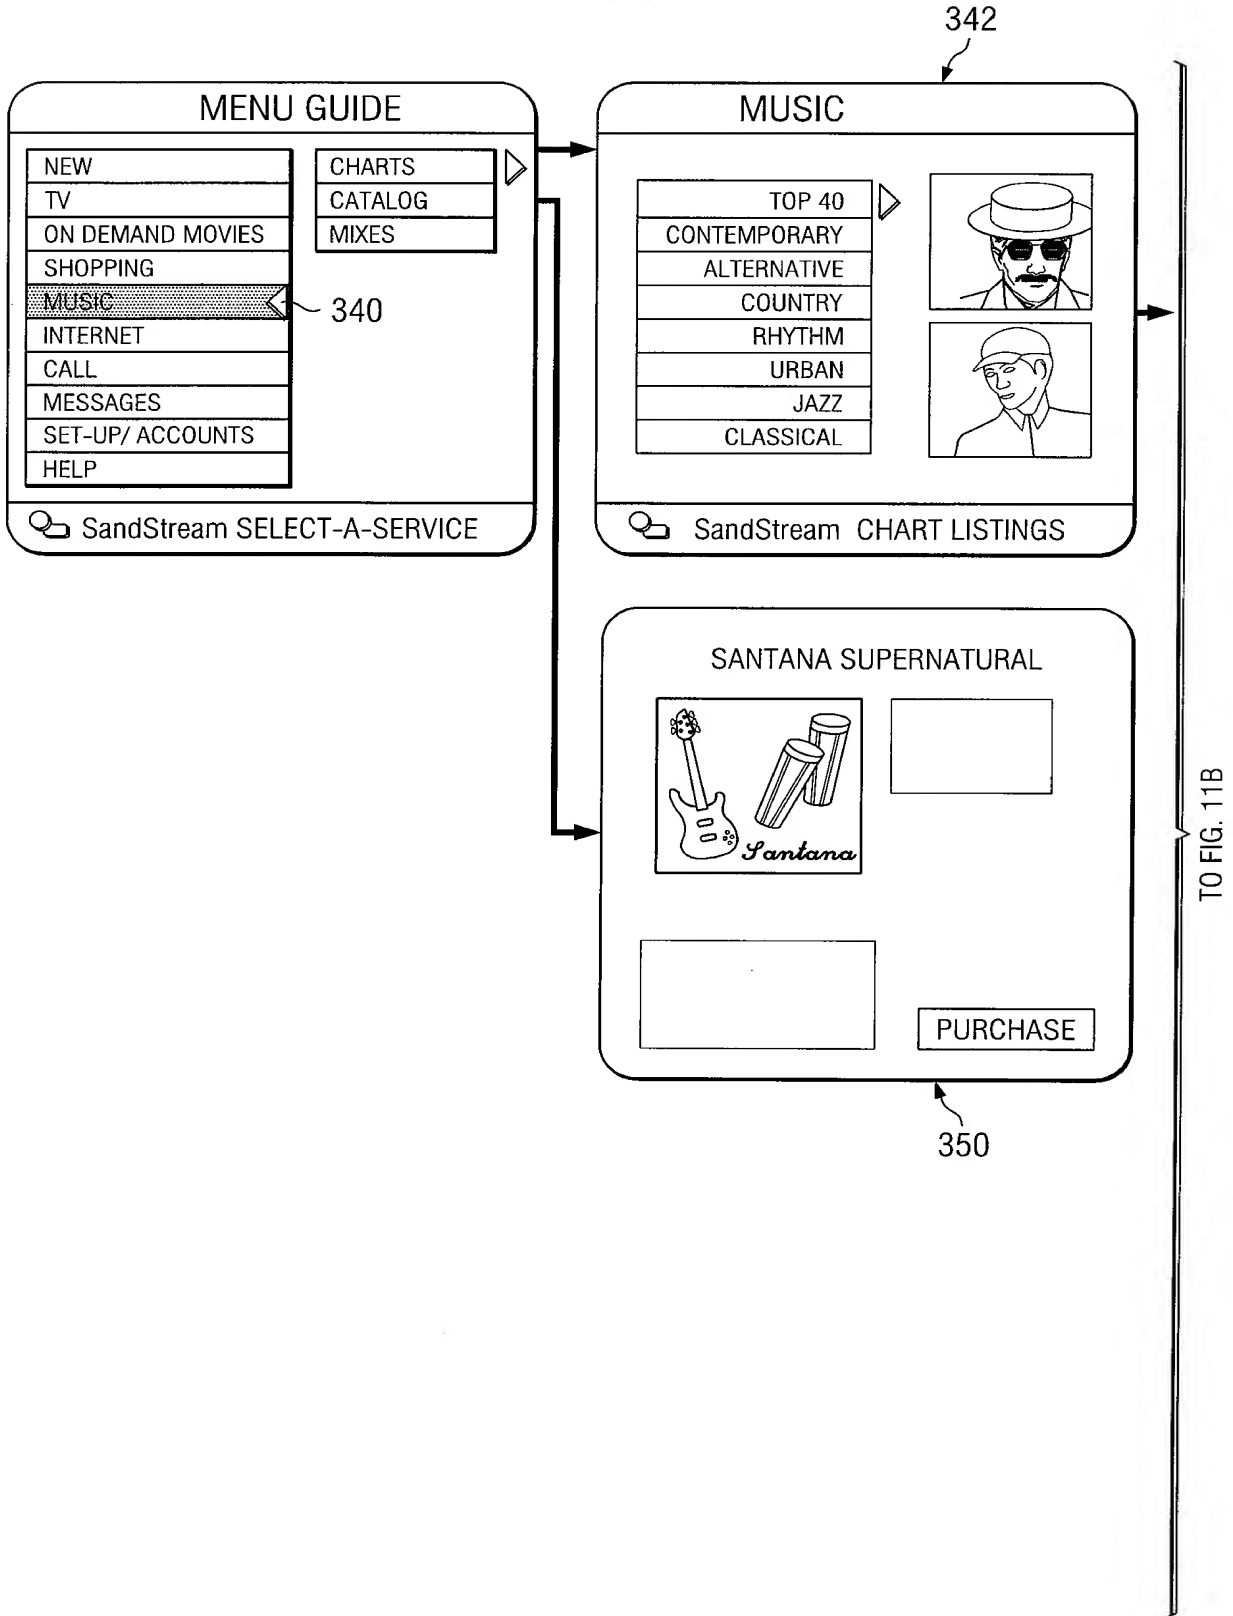 342
MENU GUIDE
NEW
TV
ON DEMAND MOVIES
SHOPPING
MUSIC
INTERNET
CALL
MESSAGES
SET-UP/ ACCOUNTS
HELP
CHARTS
CATALOG
MIXES
340
SandStream SELECT-A-SERVICE
MUSIC
TOP 40
CONTEMPORARY
ALTERNATIVE
COUNTRY
RHYTHM
URBAN
JAZZ
CLASSICAL
SandStream CHART LISTINGS
SANTANA SUPERNATURAL
Santana
PURCHASE
350
TO FIG. 11B